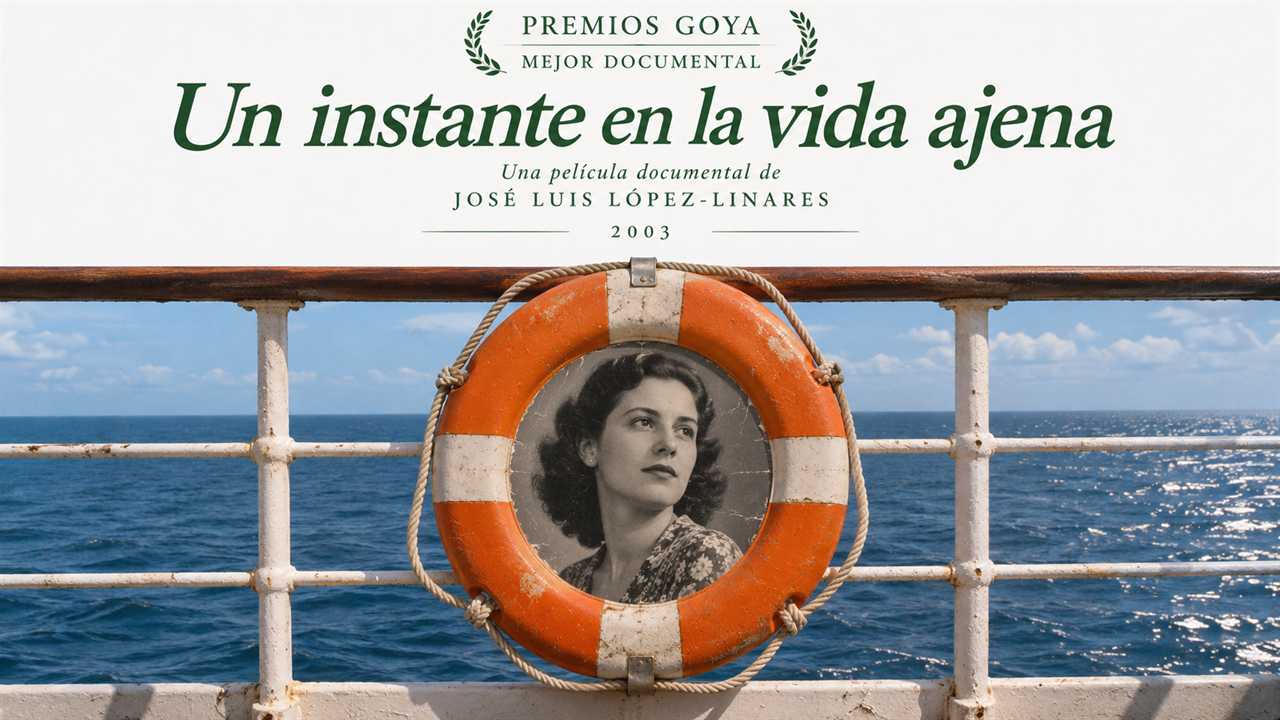 PREMIOS GOYA
MEJOR DOCUMENTAL
Un instante en la vida ajena
Una película documental de
JOSÉ LUIS LÓPEZ-LINARES
2003